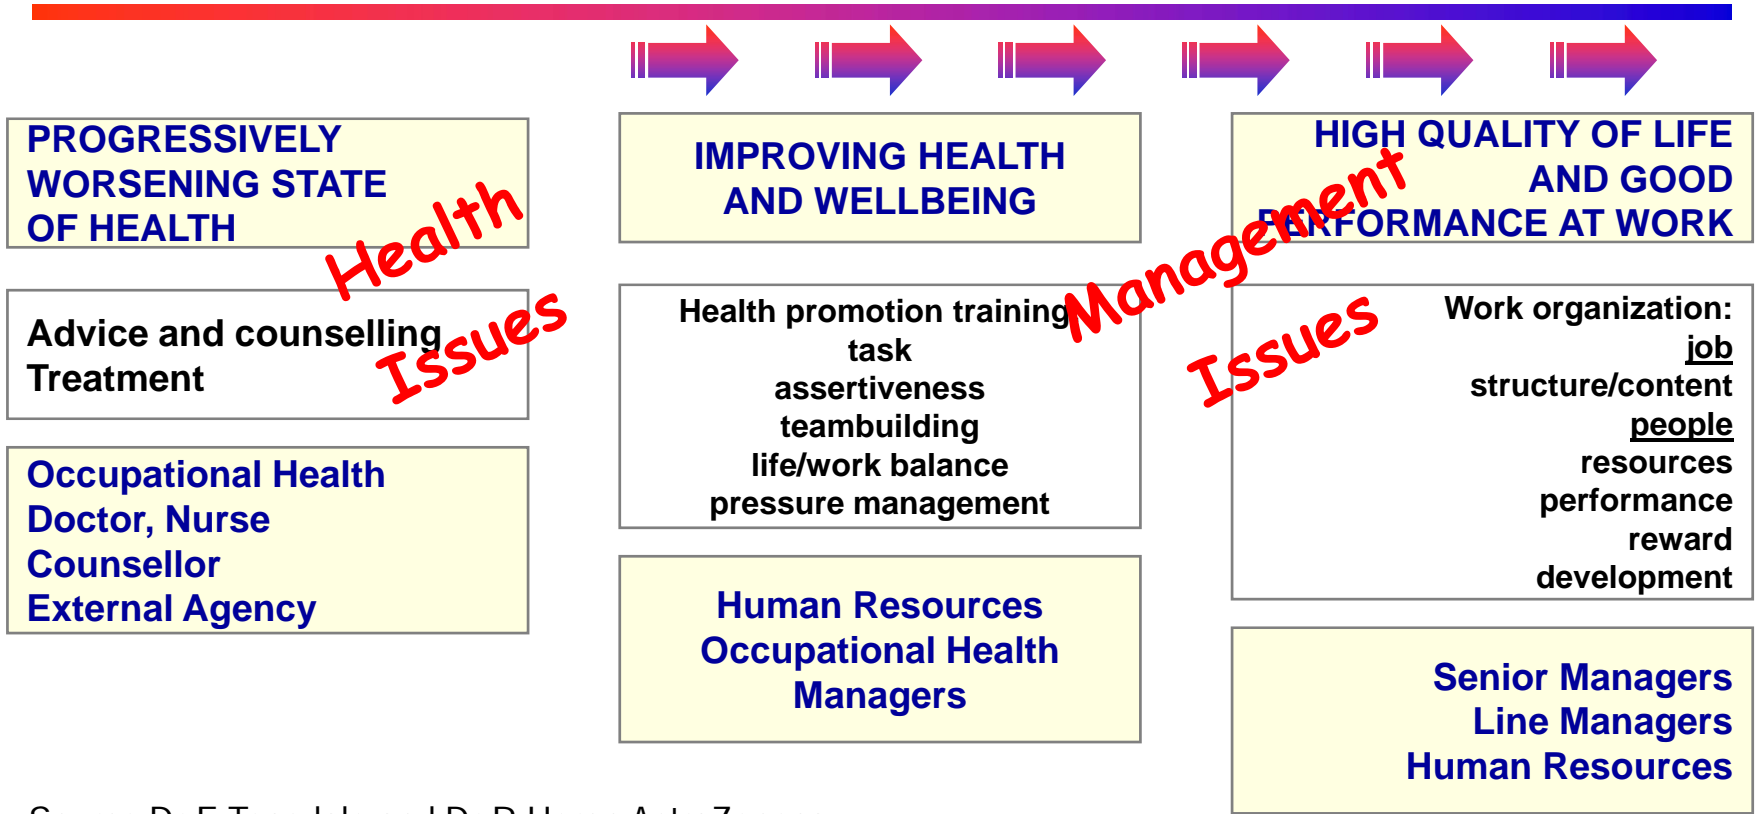 PROGRESSIVELY
WORSENING STATE
OF HEALTH
Advice and counselling
Treatment
Occupational Health
Doctor, Nurse
Counsellor
External Agency
Health
Issues
IMPROVING HEALTH
AND WELLBEING
Health promotion training
task
assertiveness
teambuilding
life/work balance
pressure management
Human Resources
Occupational Health
Managers
Management
Issues
HIGH QUALITY OF LIFE
AND GOOD
PERFORMANCE AT WORK
Work organization:
job
structure/content
people
resources
performance
reward
development
Senior Managers
Line Managers
Human Resources